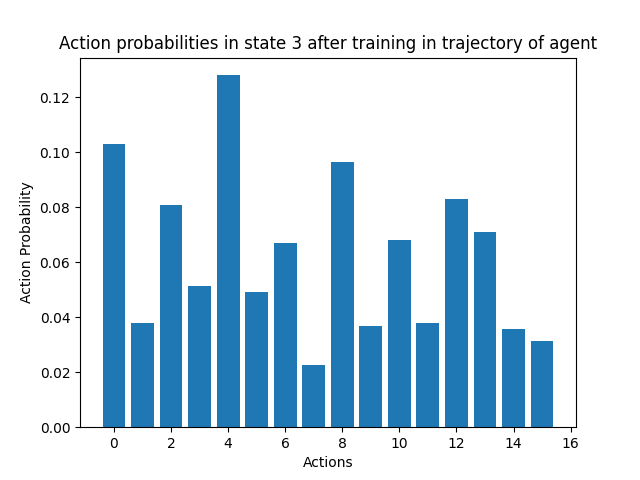 Action probabilities in state 3 after training in trajectory of agent
Action Probability
0.12
0.10
0.08
0.06
0.04
0.02
0.00
0 2 4 6 8 10 12 14 16
Actions